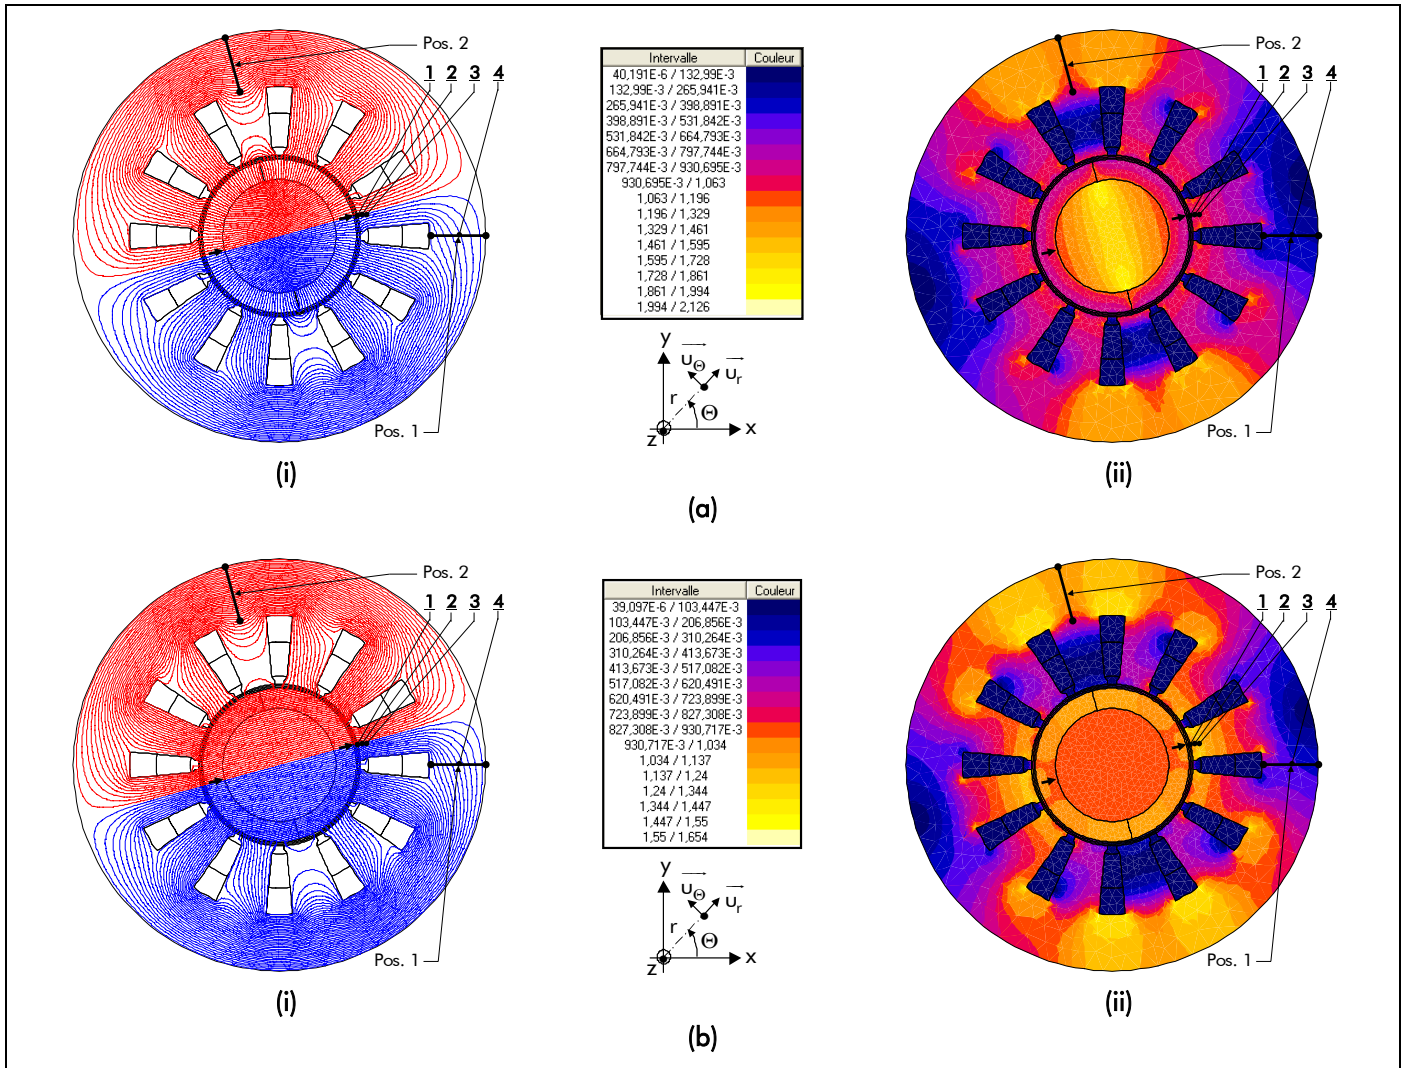 Pos. 2
1 2 3 4
Pos. 1
(i)
Intervalle Couleur
40,191E-6 / 132,99E-3
132,99E-3 / 265,941E-3
265,941E-3 / 398,891E-3
398,891E-3 / 531,842E-3
531,842E-3 / 664,793E-3
664,793E-3 / 797,744E-3
797,744E-3 / 930,695E-3
930,695E-3 / 1,063
1,063 / 1,196
1,196 / 1,329
1,329 / 1,461
1,461 / 1,595
1,595 / 1,728
1,728 / 1,861
1,861 / 1,994
1,994 / 2,126
y
uΘ ur
r
Θ
z x
Pos. 2
1 2 3 4
Pos. 1
(ii)
(a)
Pos. 2
1 2 3 4
Pos. 1
(i)
Intervalle Couleur
39,097E-6 / 103,447E-3
103,447E-3 / 206,856E-3
206,856E-3 / 310,264E-3
310,264E-3 / 413,673E-3
413,673E-3 / 517,082E-3
517,082E-3 / 620,491E-3
620,491E-3 / 723,899E-3
723,899E-3 / 827,308E-3
827,308E-3 / 930,717E-3
930,717E-3 / 1,034
1,034 / 1,137
1,137 / 1,24
1,24 / 1,344
1,344 / 1,447
1,447 / 1,55
1,55 / 1,654
y
uΘ ur
r
Θ
z x
Pos. 2
1 2 3 4
Pos. 1
(ii)
(b)